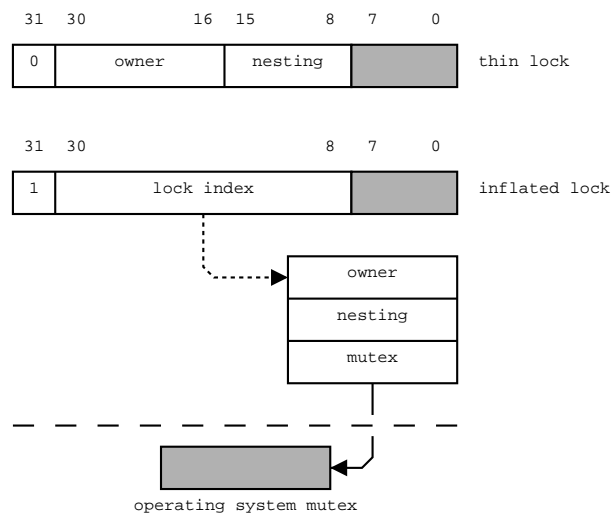 31 30 16 15 8 7 0
0 owner nesting thin lock
31 30 8 7 0
1 lock index inflated lock
owner
nesting
mutex
operating system mutex